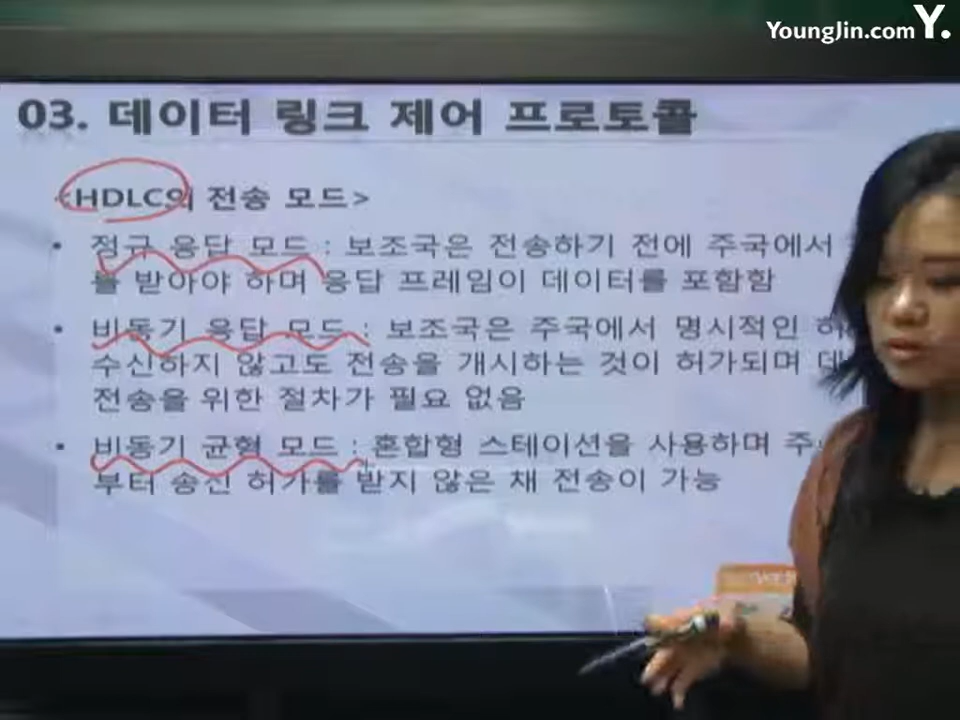 YoungJin.com Y.
03. 데이터 링크 제어 프로토콜
<HDLC의 전송 모드>
• 정규 응답 모드 : 보조국은 전송하기 전에 주국에서
를 받아야 하며 응답 프레임이 데이터를 포함함
• 비동기 응답 모드 : 보조국은 주국에서 명시적인
수신하지 않고도 전송을 개시하는 것이 허가되며
전송을 위한 절차가 필요 없음
• 비동기 균형 모드 : 혼합형 스테이션을 사용하며
부터 송신 허가를 받지 않은 채 전송이 가능